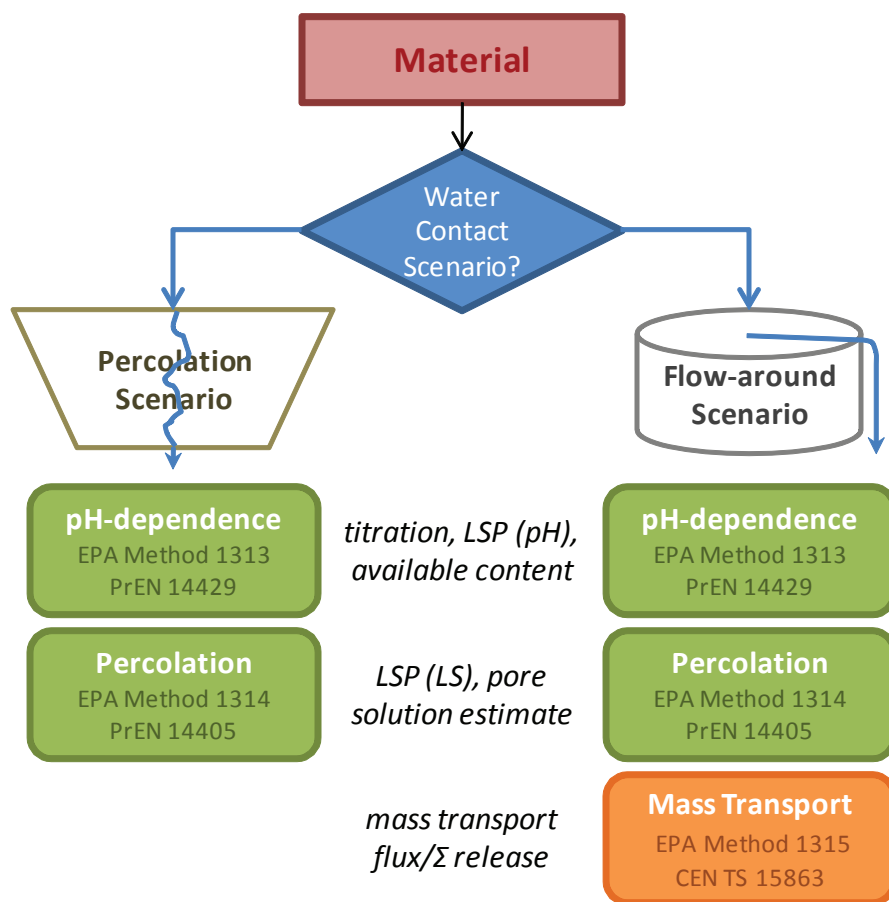 Material
Water
Contact
Scenario?
Percolation
Scenario
Flow-around
Scenario
pH-dependence
EPA Method 1313
PrEN 14429
titration, LSP (pH),
available content
pH-dependence
EPA Method 1313
PrEN 14429
Percolation
EPA Method 1314
PrEN 14405
LSP (LS), pore
solution estimate
Percolation
EPA Method 1314
PrEN 14405
mass transport
flux/Σ release
Mass Transport
EPA Method 1315
CEN TS 15863